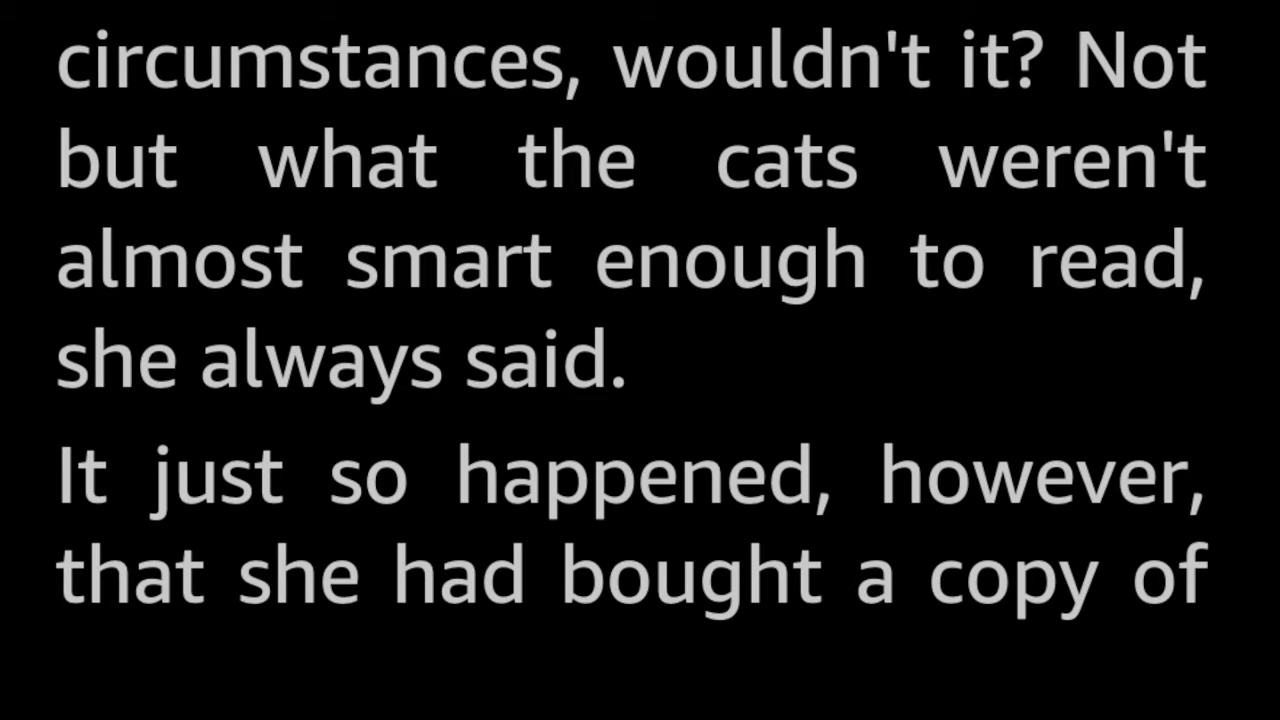 circumstances, wouldn't it? Not
but what the cats weren't
almost smart enough to read,
she always said.
It just so happened, however,
that she had bought a copy of